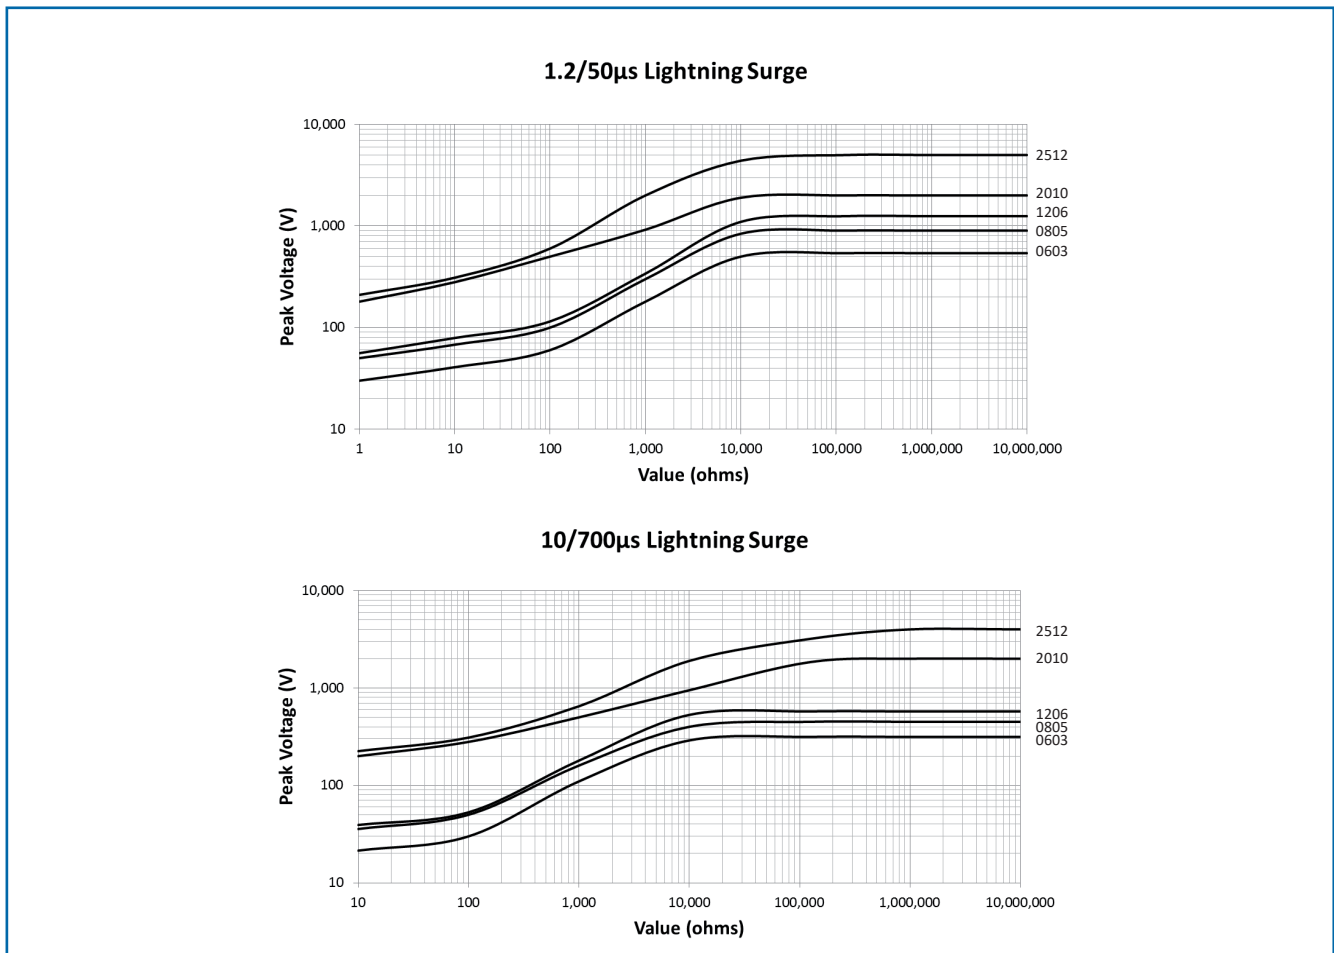 1.2/50µs Lightning Surge
10,000
1,000
100
10
Peak Voltage (V)
2512
2010
1206
0805
0603
1 10 100 1,000 10,000 100,000 1,000,000 10,000,000
Value (ohms)
10/700µs Lightning Surge
10,000
1,000
100
10
Peak Voltage (V)
2512
2010
1206
0805
0603
10 100 1,000 10,000 100,000 1,000,000 10,000,000
Value (ohms)